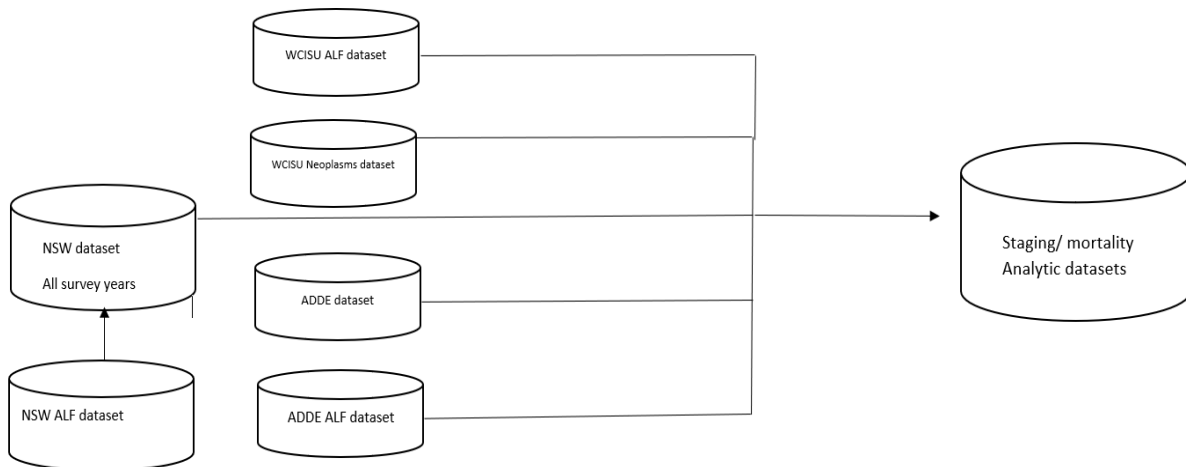 WCISU ALF dataset
WCISU Neoplasms dataset
NSW dataset
All survey years
Staging/ mortality
Analytic datasets
ADDE dataset
NSW ALF dataset
ADDE ALF dataset